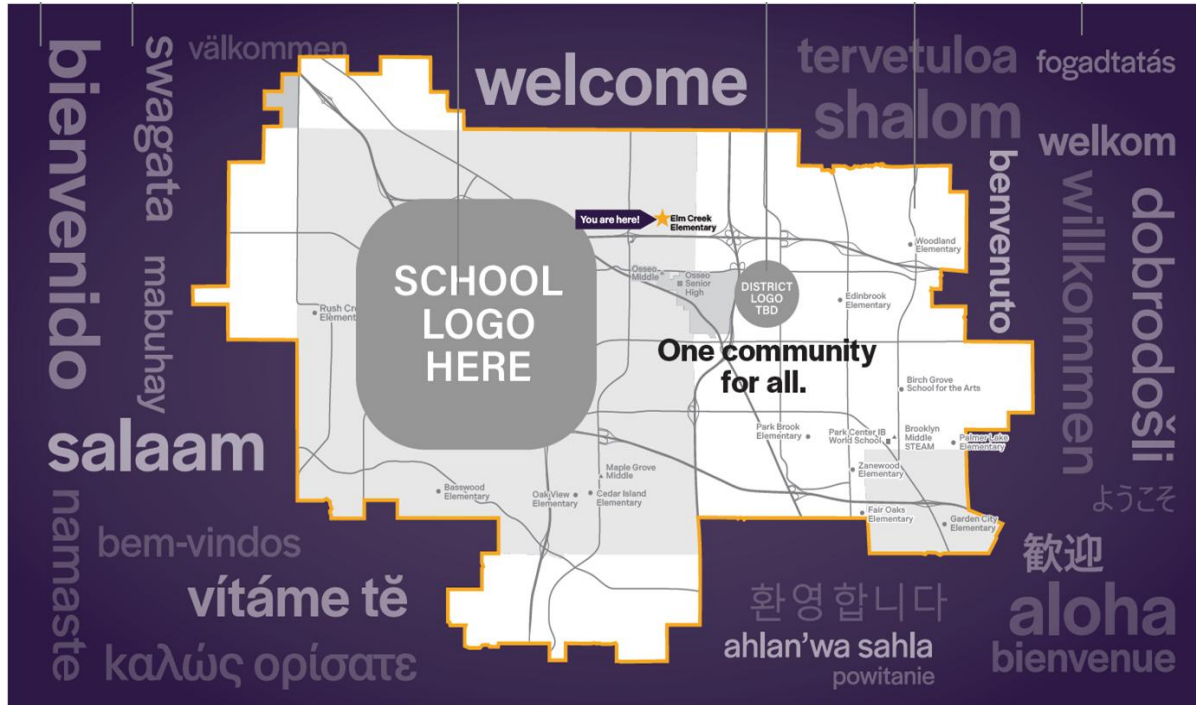 bienvenido
swagata
välkommen
welcome
tervetuloa
fogadtatás
shalom
welkom
benvenuto
willkommen
dobrodošli
mabuhay
You are here!
Elm Creek
Elementary
Woodland
Elementary
Osseo
Middle
Osseo
Senior
High
SCHOOL
LOGO
HERE
DISTRICT
LOGO
TBD
Edinbrook
Elementary
One community
for all.
Birch Grove
School for the Arts
Park Brook
Elementary
Park Center IB
World School
Brooklyn
Middle
STEAM
Palmer Lake
Elementary
Zanewood
Elementary
Rush
salaam
Maple Grove
Middle
Basswood
Elementary
Oak View
Elementary
Cedar Island
Elementary
Fair Oaks
Elementary
Garden City
Elementary
namaste
bem-vindos
vítáme tĕ
καλώς ορίσατε
ようこそ
歓迎
환영합니다
aloha
ahlan'wa sahla
bienvenue
powitanie